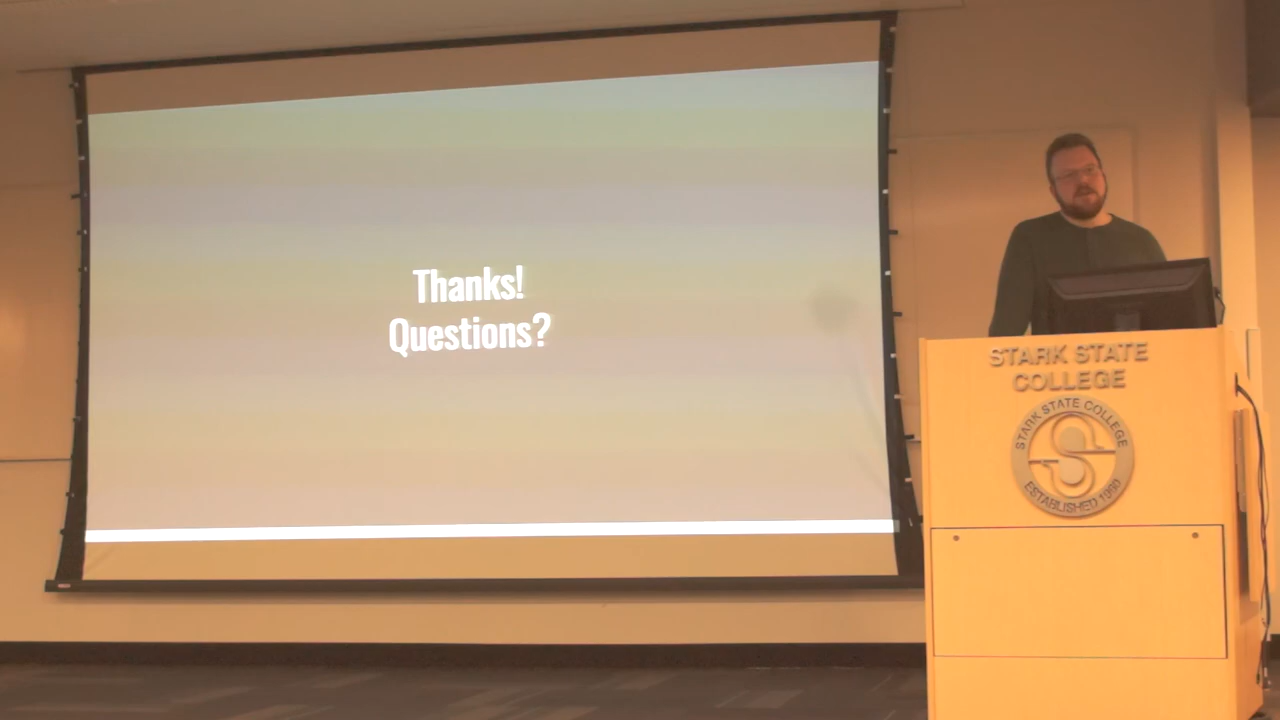 Thanks!
Questions?
STARK STATE
COLLEGE
STARK STATE COLLEGE
ESTABLISHED 1960